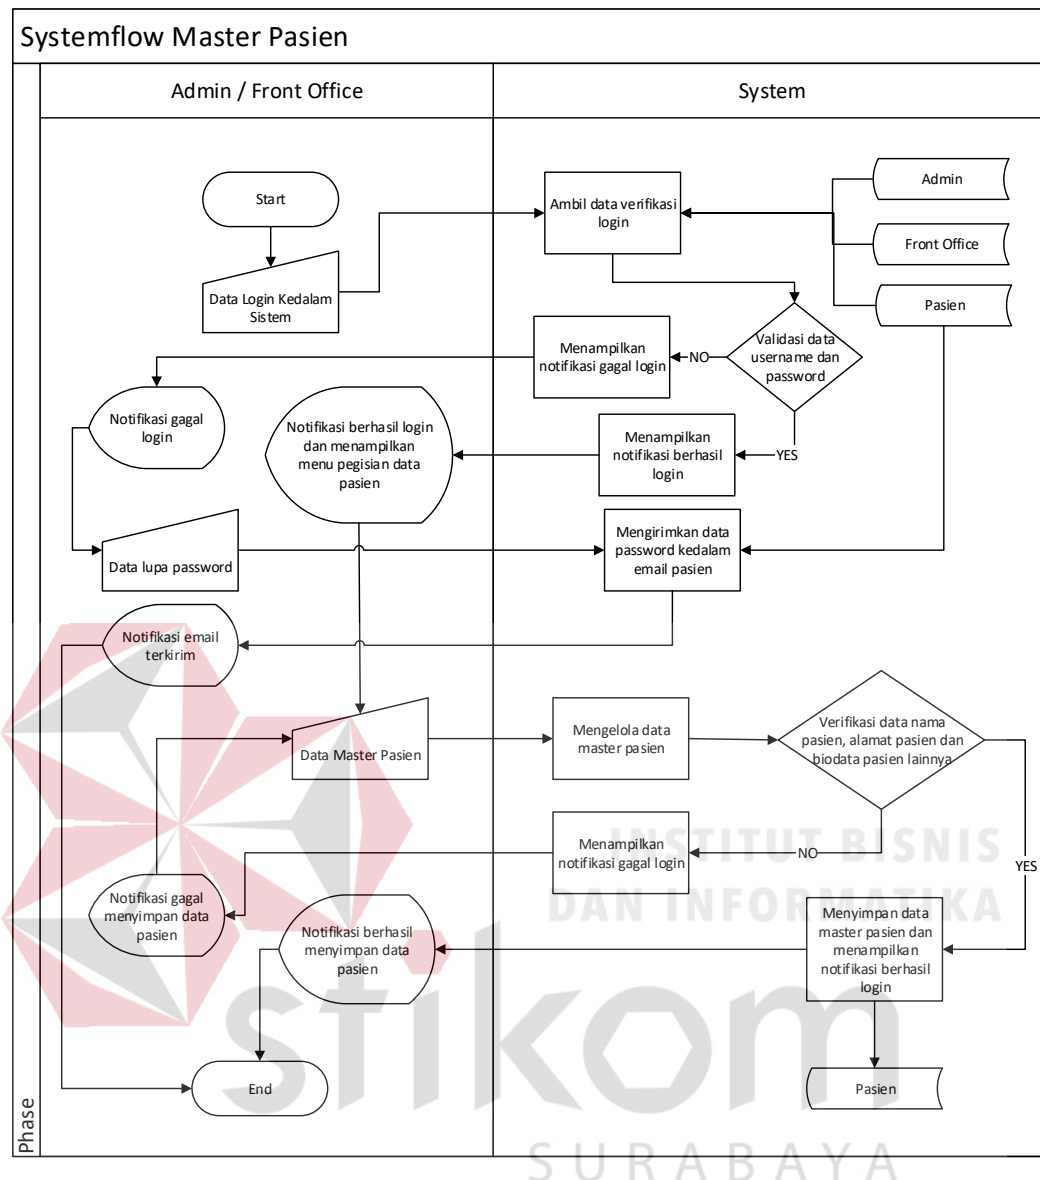 Systemflow Master Pasien
Admin / Front Office
System
Start
Data Login Kedalam
Sistem
Ambil data verifikasi
login
Admin
Front Office
Pasien
Validasi data
username dan
password
NO
Menampilkan
notifikasi gagal login
Notifikasi gagal
login
YES
Menampilkan
notifikasi berhasil
login
Notifikasi berhasil login
dan menampilkan
menu pegisian data
pasien
Data lupa password
Mengirimkan data
password kedalam
email pasien
Notifikasi email
terkirim
Data Master Pasien
Mengelola data
master pasien
Verifikasi data nama
pasien, alamat pasien dan
biodata pasien lainnya
NO
YES
Menampilkan
notifikasi gagal login
Notifikasi gagal
menyimpan data
pasien
Notifikasi berhasil
menyimpan data
pasien
Menyimpan data
master pasien dan
menampilkan
notifikasi berhasil
login
End
Pasien
Phase
INSTITUT BISNIS
DAN INFORMATIKA
stikom
SURABAYA